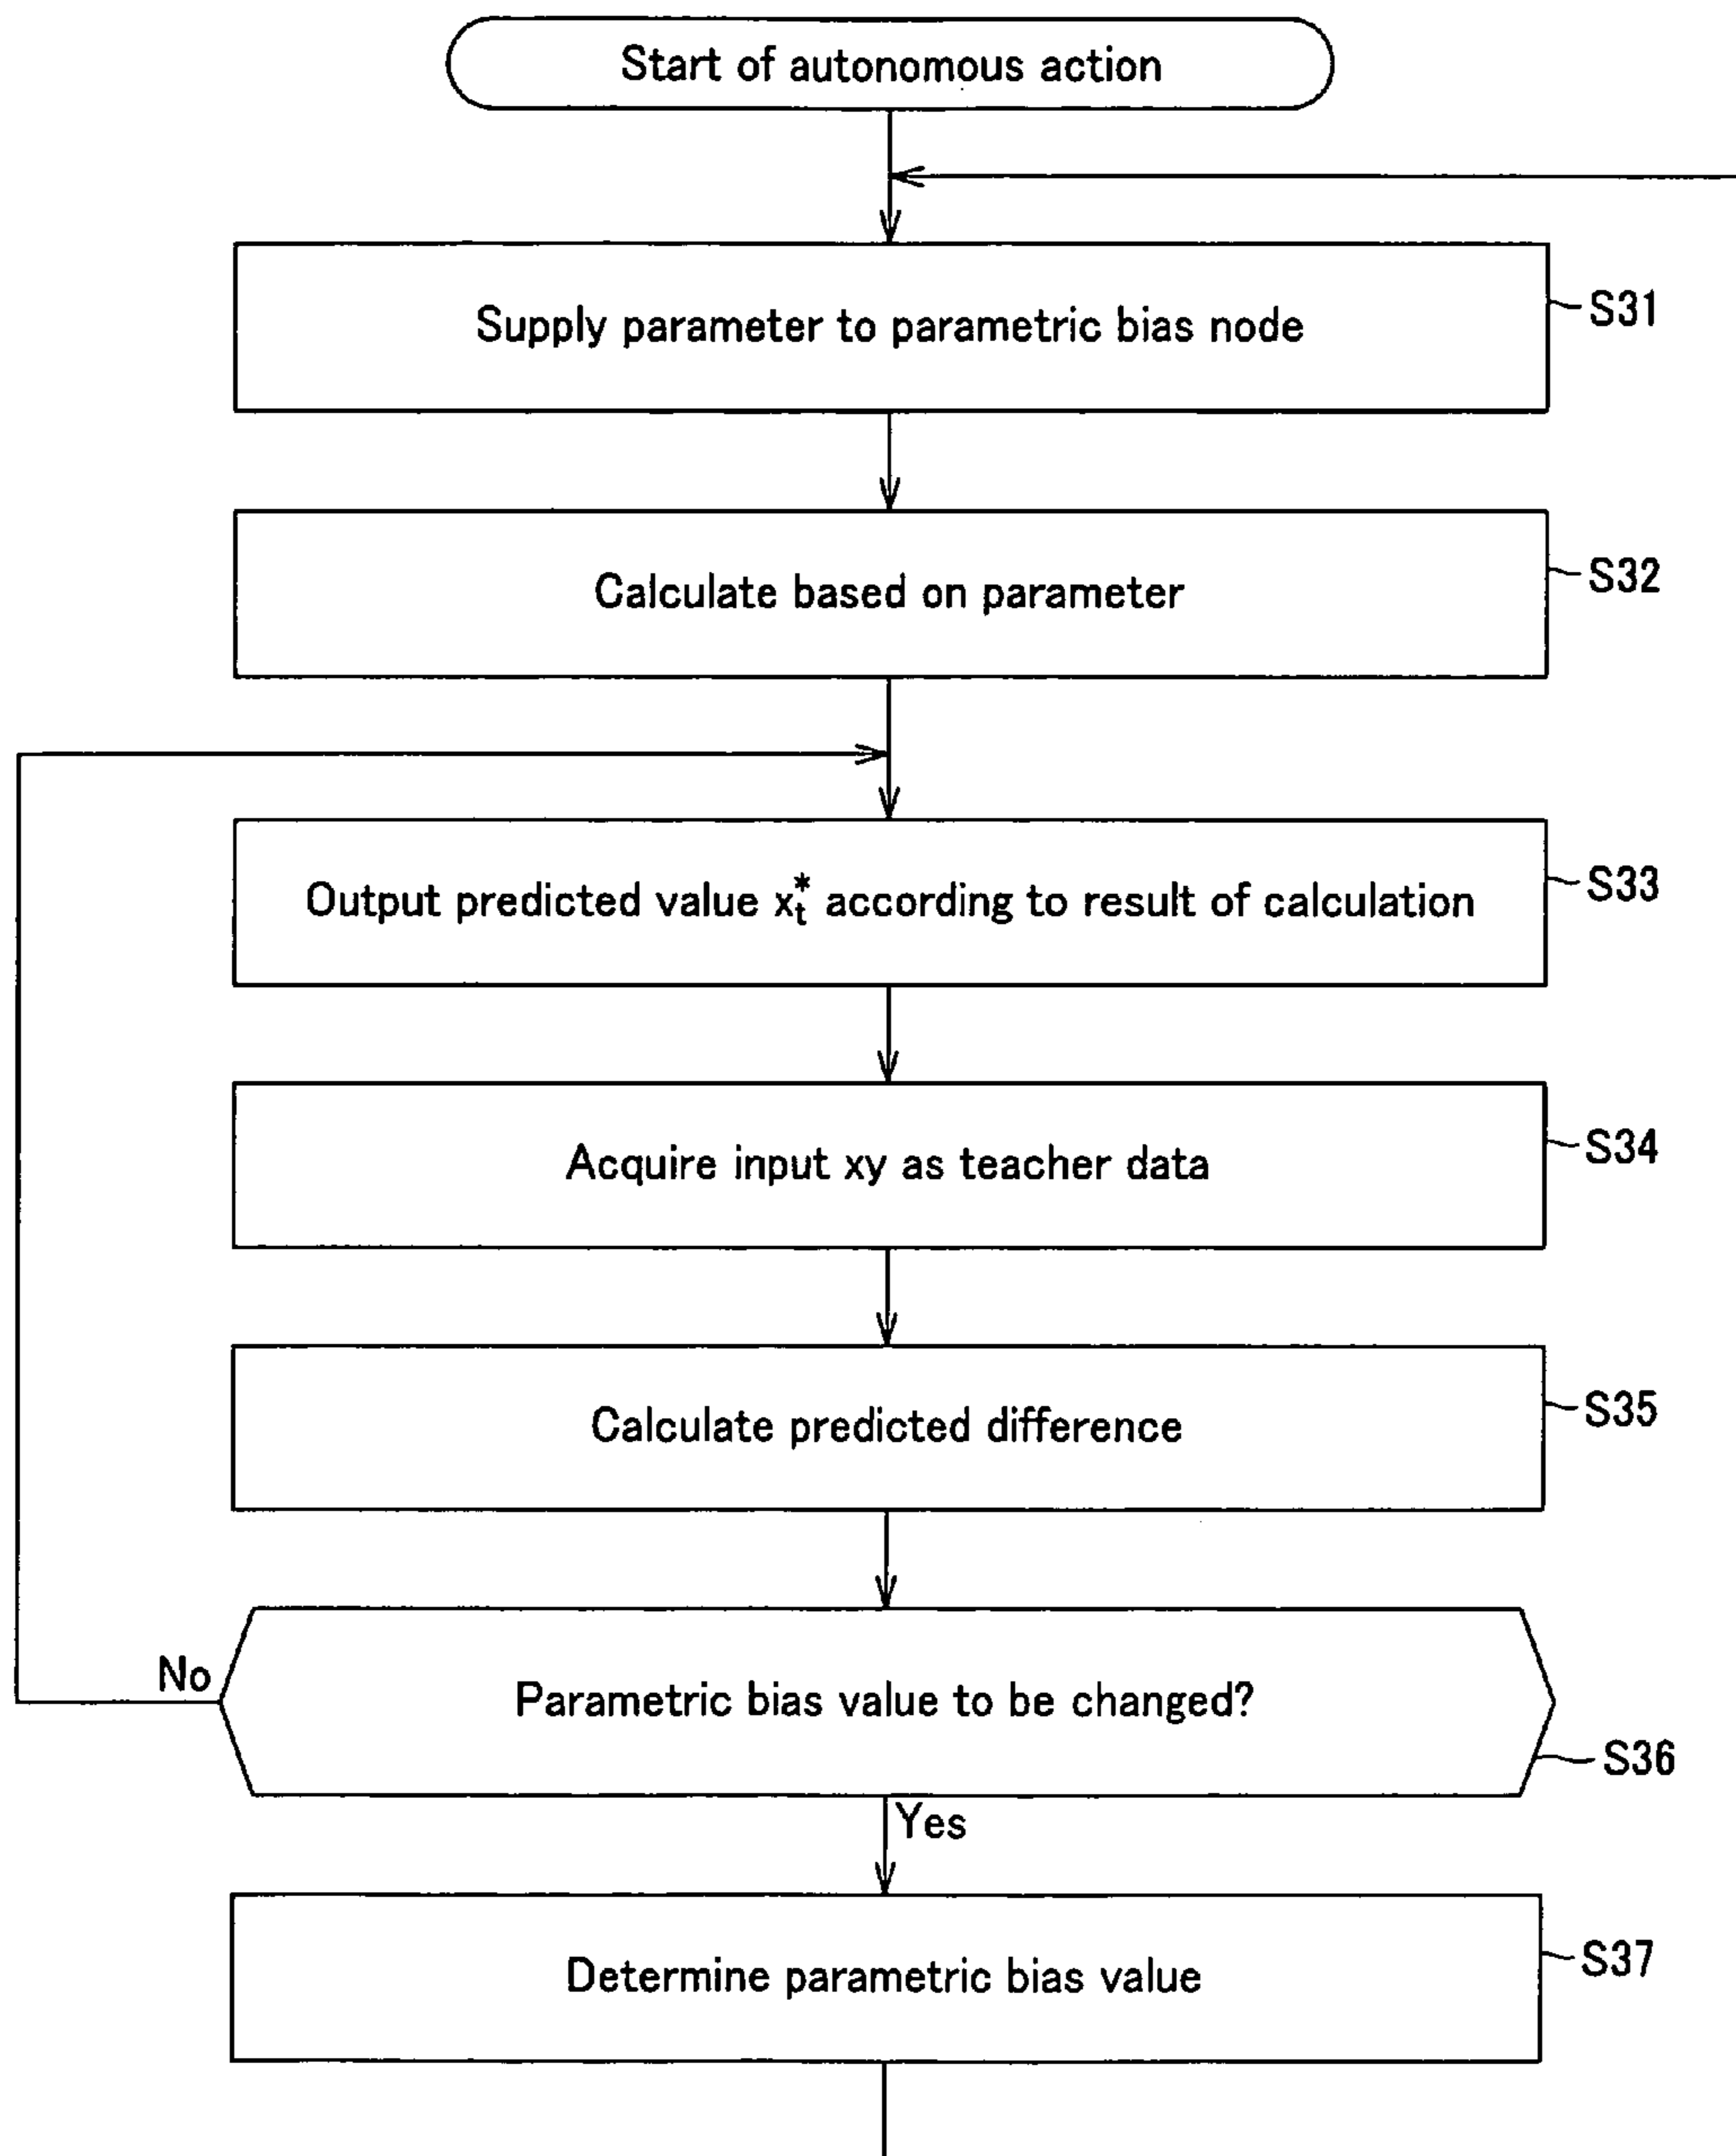 Start of autonomous action
Supply parameter to parametric bias node
S31
Calculate based on parameter
S32
Output predicted value x*t according to result of calculation
S33
Acquire input xy as teacher data
S34
Calculate predicted difference
S35
No
Parametric bias value to be changed?
S36
Yes
Determine parametric bias value
S37